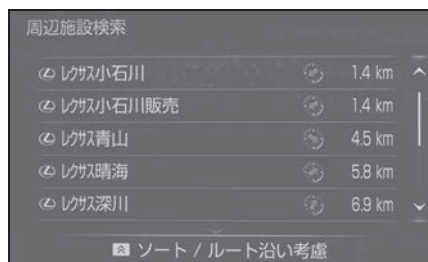 周辺施設検索
レクサス小石川 1.4 km
レクサス小石川販売 1.4 km
レクサス青山 4.5 km
レクサス晴海 5.8 km
レクサス深川 6.9 km
ソート / ルート沿い考慮